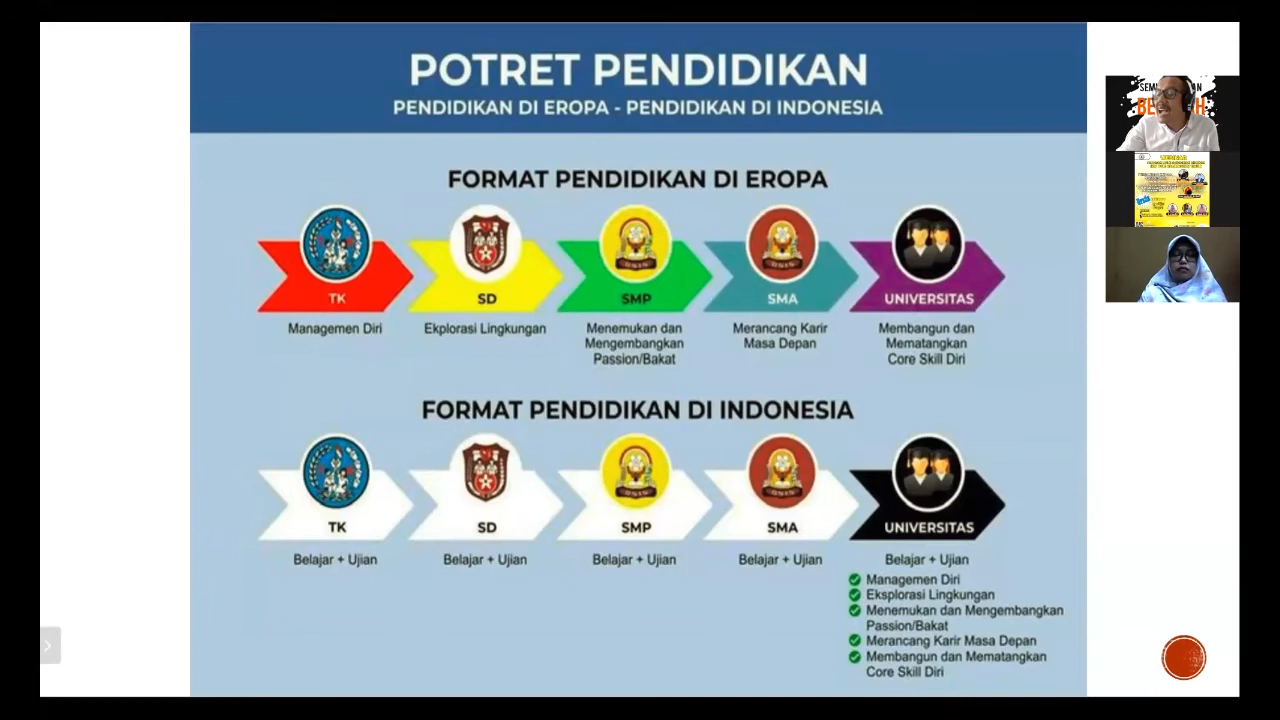 POTRET PENDIDIKAN
PENDIDIKAN DI EROPA - PENDIDIKAN DI INDONESIA
FORMAT PENDIDIKAN DI EROPA
TK
SD
SMP
SMA
UNIVERSITAS
Managemen Diri
Ekplorasi Lingkungan
Menemukan dan
Mengembangkan
Passion/Bakat
Merancang Karir
Masa Depan
Membangun dan
Mematangkan
Core Skill Diri
FORMAT PENDIDIKAN DI INDONESIA
TK
SD
SMP
SMA
UNIVERSITAS
Belajar + Ujian
Belajar + Ujian
Belajar + Ujian
Belajar + Ujian
Belajar + Ujian
Managemen Diri
Eksplorasi Lingkungan
Menemukan dan Mengembangkan
Passion/Bakat
Merancang Karir Masa Depan
Membangun dan Mematangkan
Core Skill Diri
WEBINAR